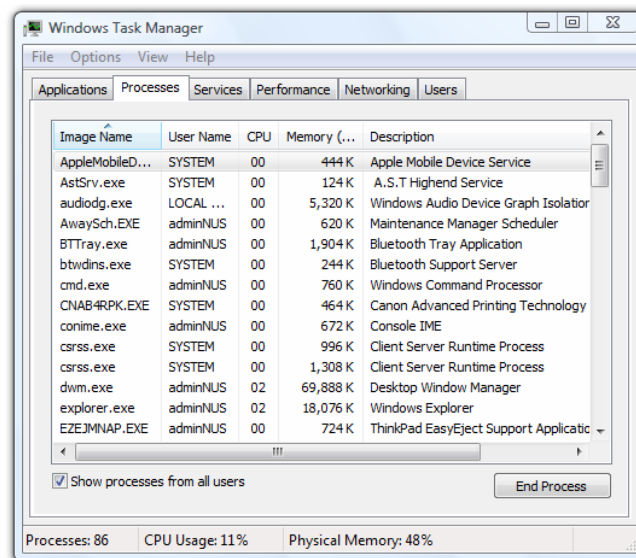 Windows Task Manager
File Options View Help
Applications Processes Services Performance Networking Users
Image Name User Name CPU Memory (... Description
AppleMobileD... SYSTEM 00 444 K Apple Mobile Device Service
AstSrv.exe SYSTEM 00 124 K A.S.T Highend Service
audiodg.exe LOCAL ... 00 5,320 K Windows Audio Device Graph Isolation
AwaySch.EXE adminNUS 00 620 K Maintenance Manager Scheduler
BTTray.exe adminNUS 00 1,904 K Bluetooth Tray Application
btwdins.exe SYSTEM 00 244 K Bluetooth Support Server
cmd.exe adminNUS 00 760 K Windows Command Processor
CNAB4RPK.EXE SYSTEM 00 464 K Canon Advanced Printing Technology
conime.exe adminNUS 00 672 K Console IME
csrss.exe SYSTEM 00 996 K Client Server Runtime Process
csrss.exe SYSTEM 00 1,308 K Client Server Runtime Process
dwm.exe adminNUS 02 69,888 K Desktop Window Manager
explorer.exe adminNUS 02 18,076 K Windows Explorer
EZEJMNAP.EXE adminNUS 00 724 K ThinkPad EasyEject Support Applicatic
Show processes from all users
End Process
Processes: 86 CPU Usage: 11% Physical Memory: 48%